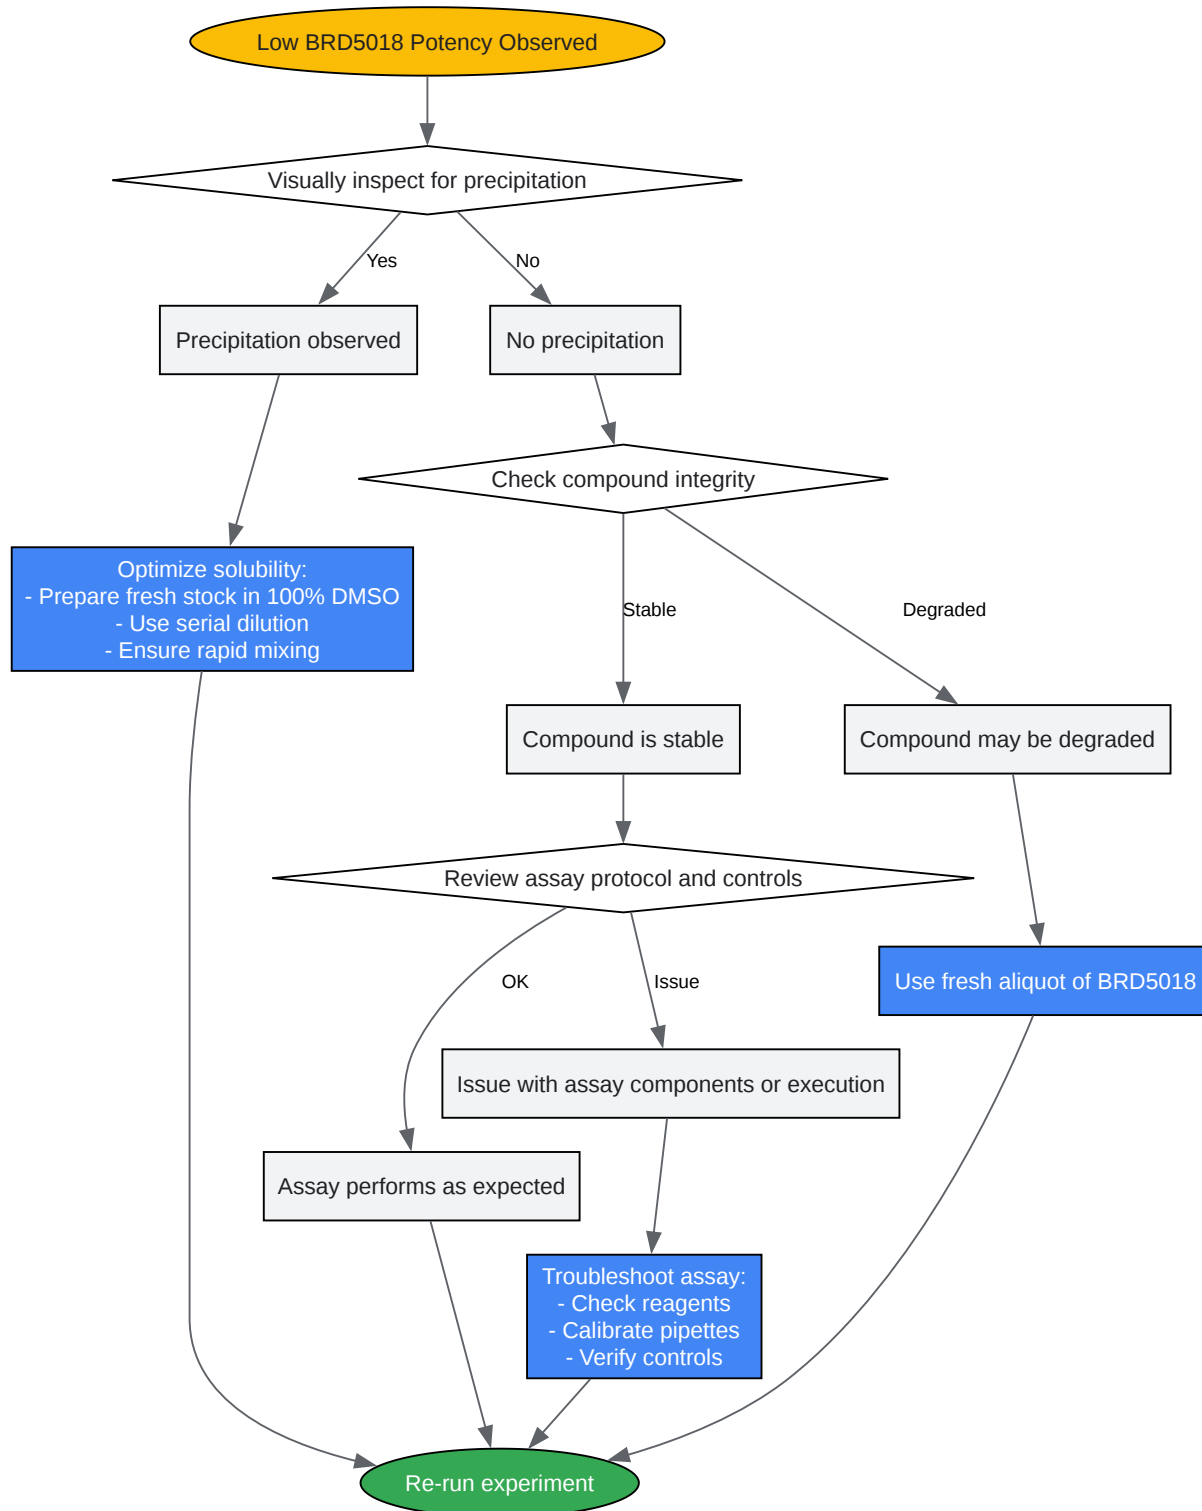 Low BRD5018 Potency Observed
Visually inspect for precipitation
Yes
No
Precipitation observed
No precipitation
Check compound integrity
Optimize solubility:
- Prepare fresh stock in 100% DMSO
- Use serial dilution
- Ensure rapid mixing
Stable
Degraded
Compound is stable
Compound may be degraded
Review assay protocol and controls
OK
Issue
Use fresh aliquot of BRD5018
Issue with assay components or execution
Assay performs as expected
Troubleshoot assay:
- Check reagents
- Calibrate pipettes
- Verify controls
Re-run experiment